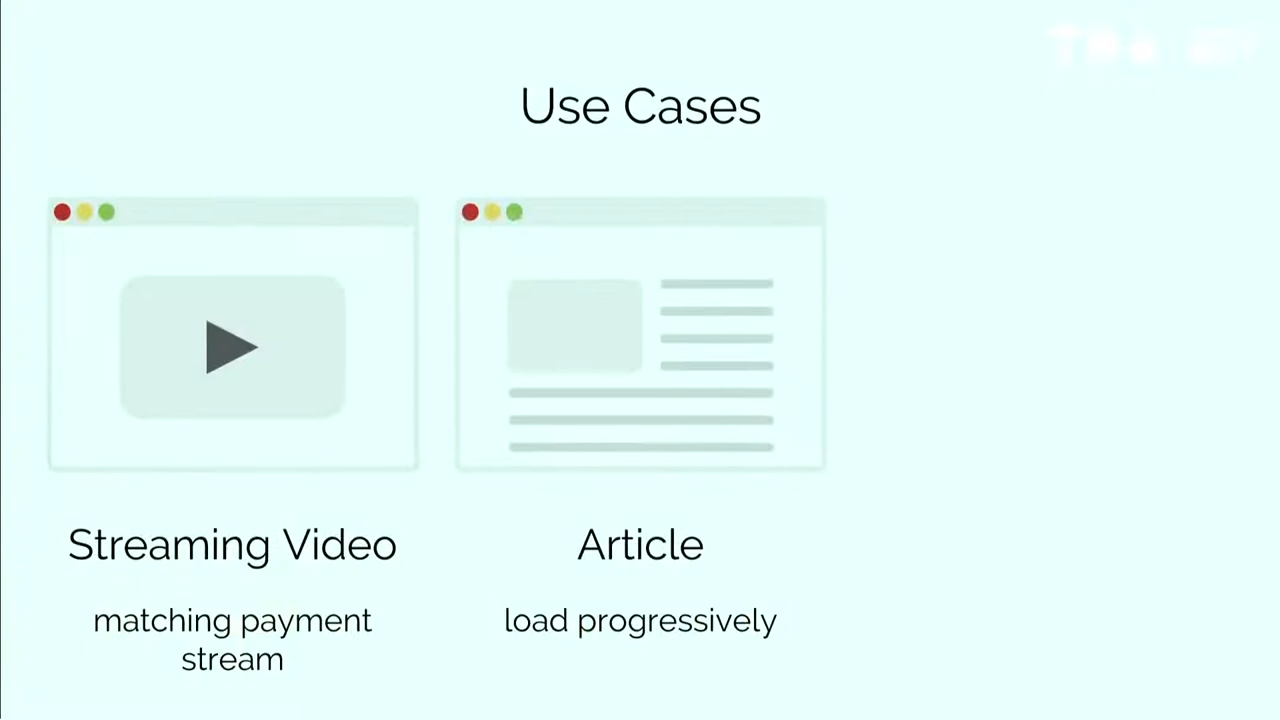 Use Cases
Streaming Video
Article
matching payment
stream
load progressively